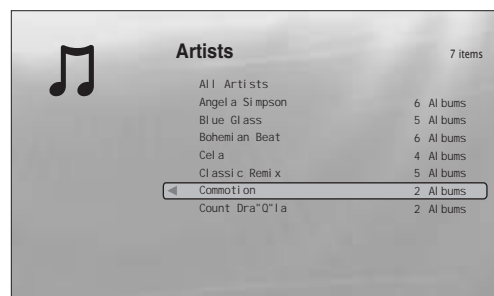 Artists 7 items
All Artists
Angela Simpson 6 Albums
Blue Glass 5 Albums
Bohemian Beat 6 Albums
Cela 4 Albums
Classic Remix 5 Albums
Commotion 2 Albums
Count Dra"Q"la 2 Albums